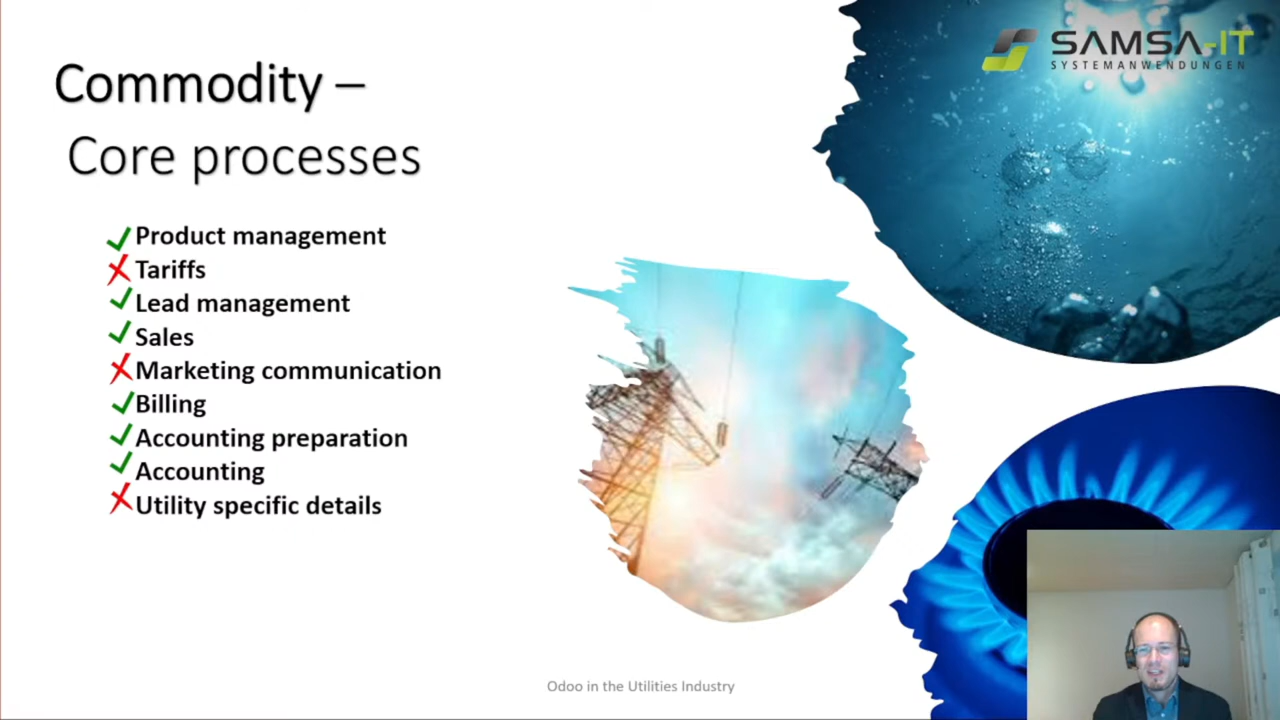 SAMSA-IT
SYSTEMANWENDUNGEN
Commodity –
Core processes
Product management
Tariffs
Lead management
Sales
Marketing communication
Billing
Accounting preparation
Accounting
Utility specific details
Odoo in the Utilities Industry